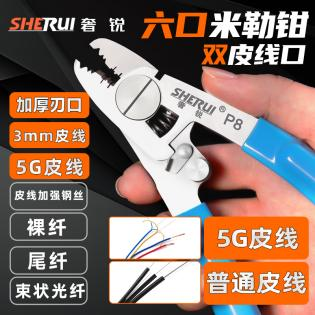 SHERUI 奢锐
六口米勒钳
双皮线口
加厚刃口
3mm皮线
5G皮线
皮线加强钢丝
裸纤
尾纤
束状光纤
SHERUI
奢锐
P8
5G皮线
普通皮线